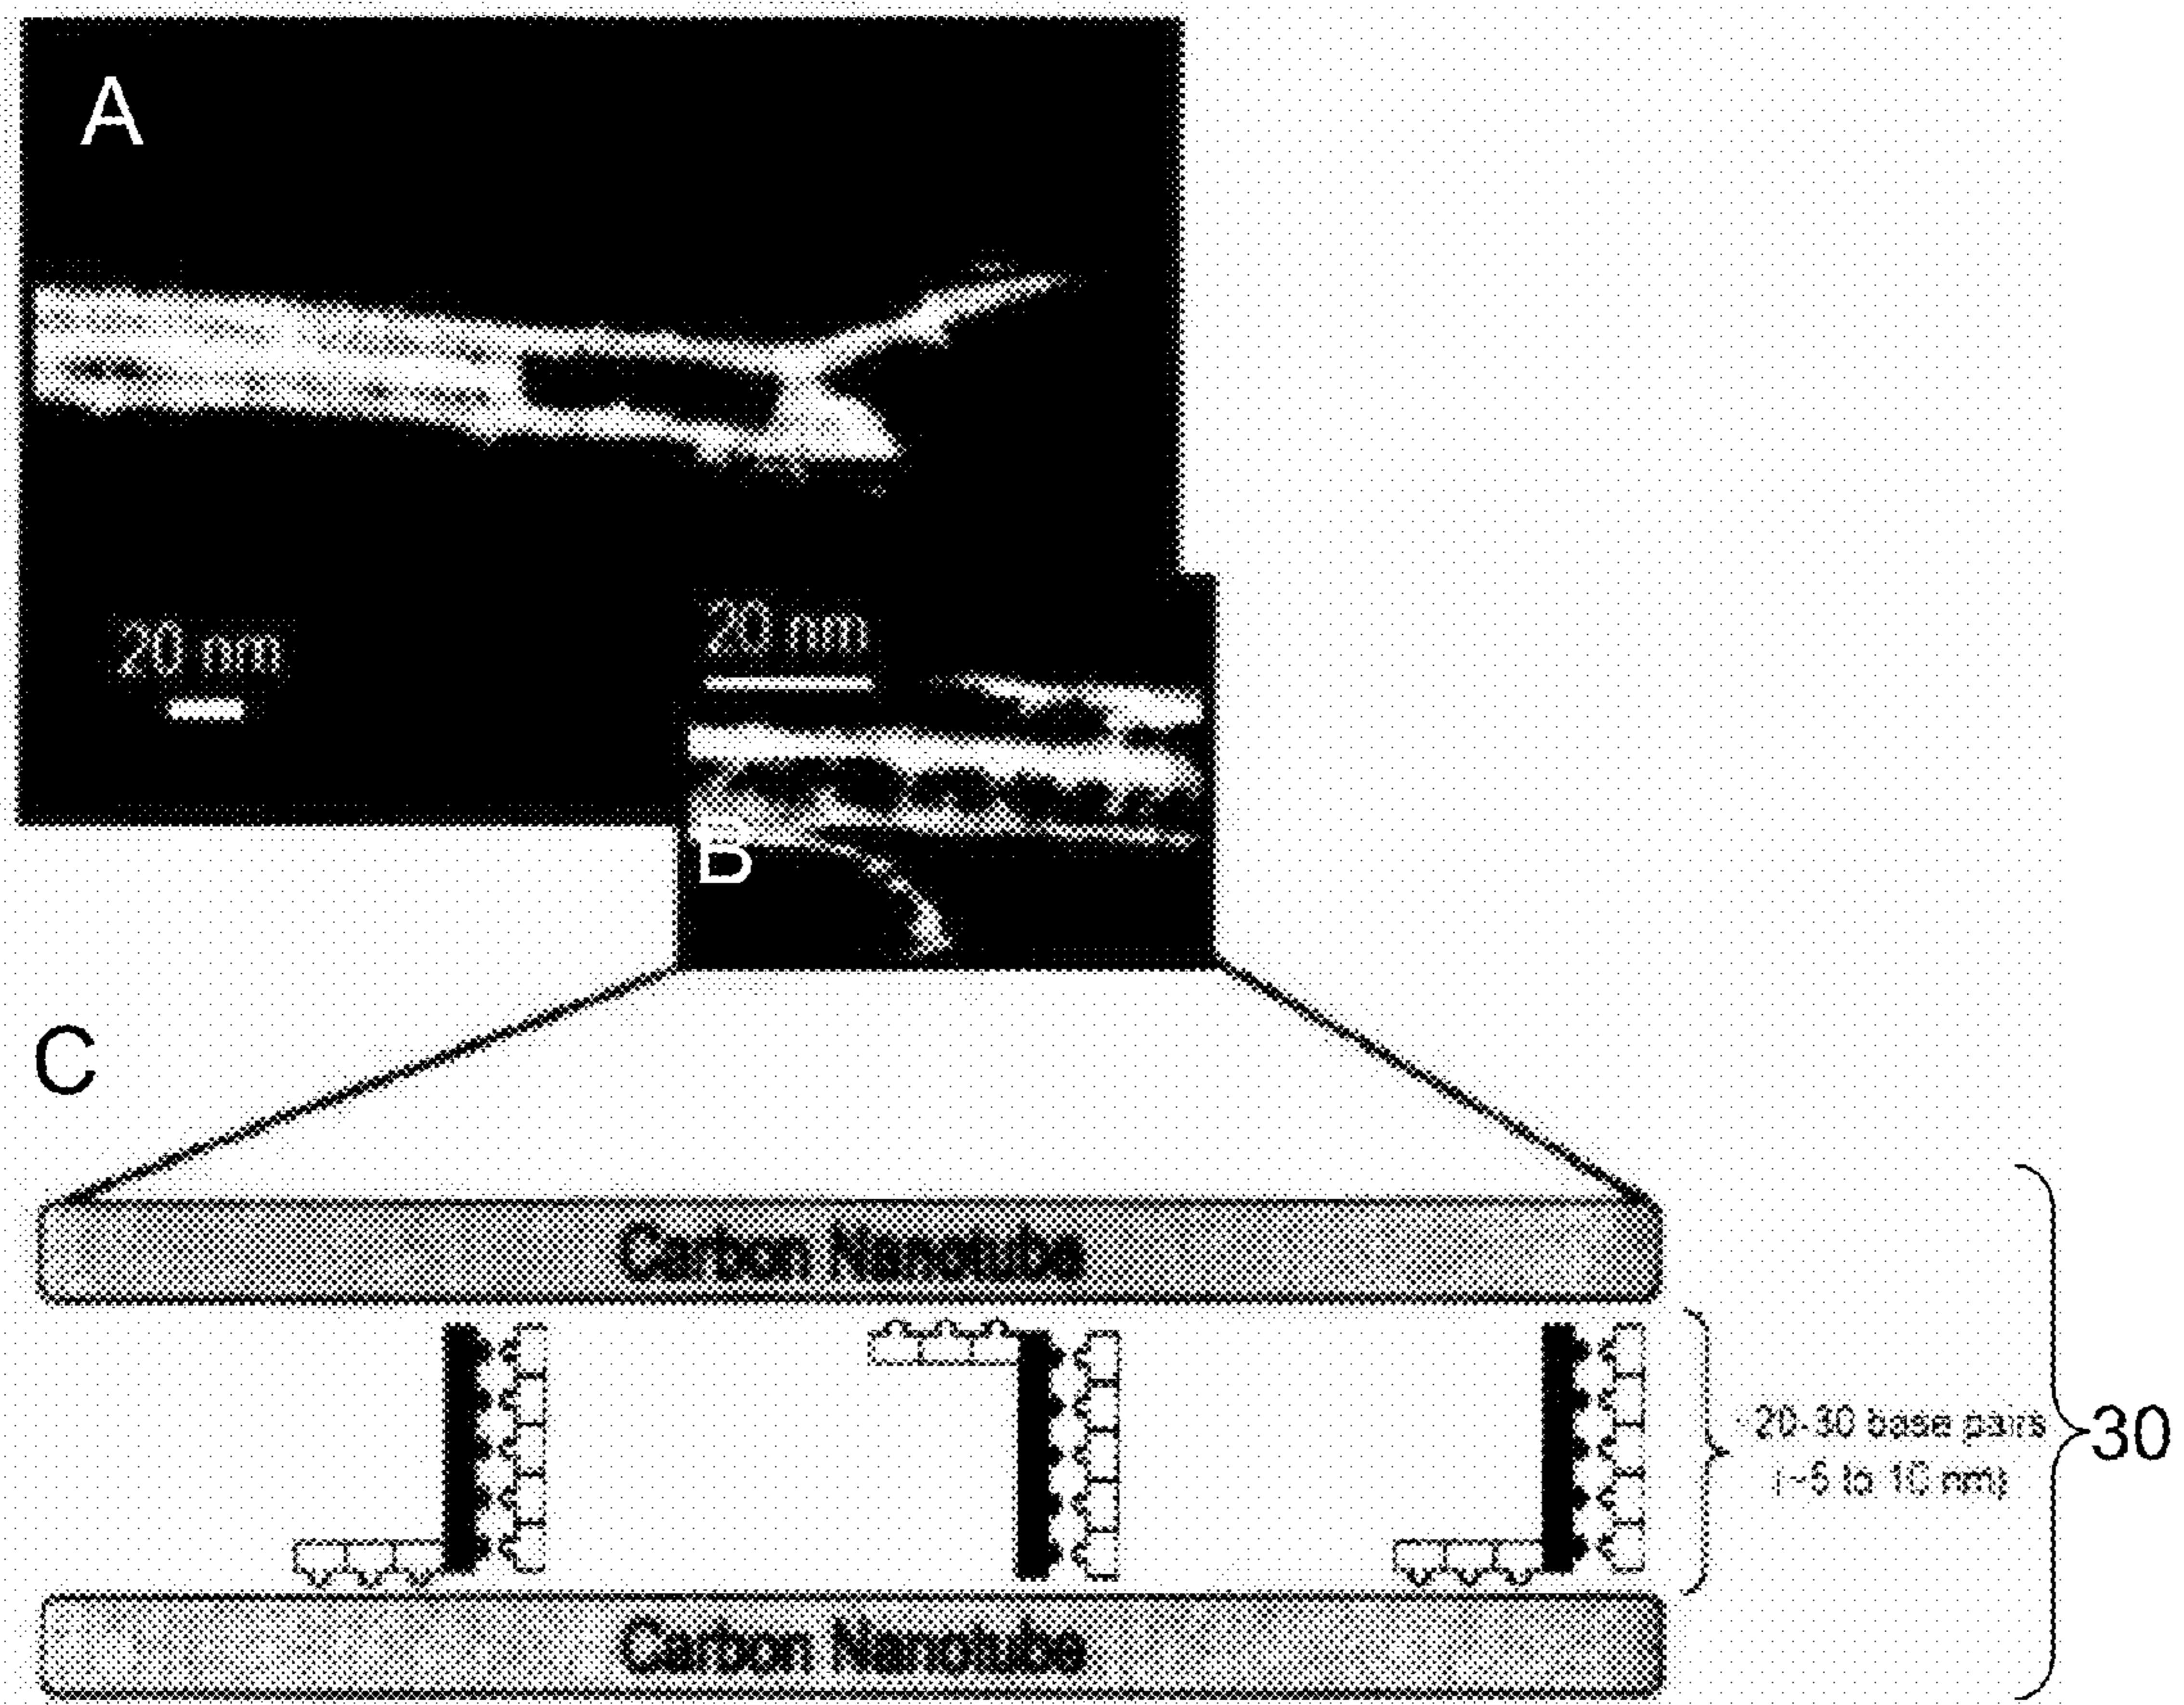 A
20 nm
20 nm
B
C
Carbon Nanotube
20-30 base pairs
(~5 to 10 nm)
30
Carbon Nanotube